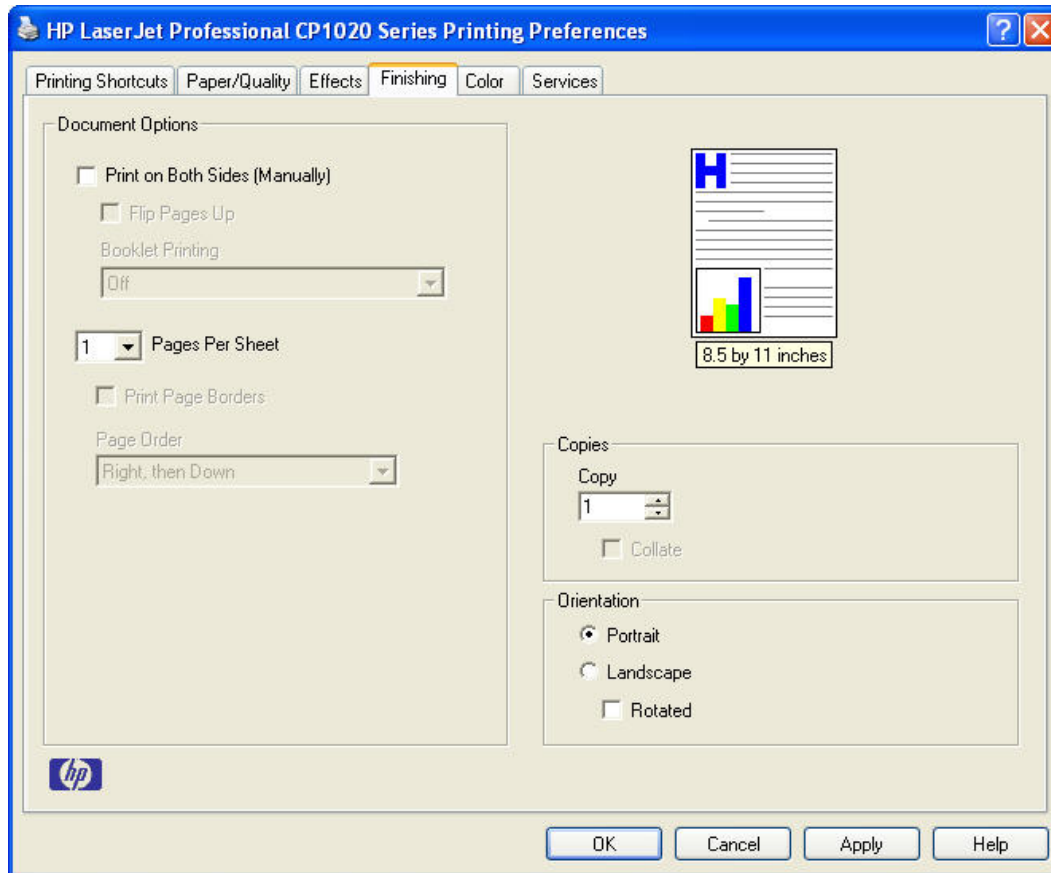 HP LaserJet Professional CP1020 Series Printing Preferences
?
X
Printing Shortcuts
Paper/Quality
Effects
Finishing
Color
Services
Document Options
Print on Both Sides (Manually)
Flip Pages Up
Booklet Printing
Off
1
Pages Per Sheet
Print Page Borders
Page Order
Right, then Down
H
8.5 by 11 inches
Copies
Copy
1
Collate
Orientation
Portrait
Landscape
Rotated
hp
OK
Cancel
Apply
Help